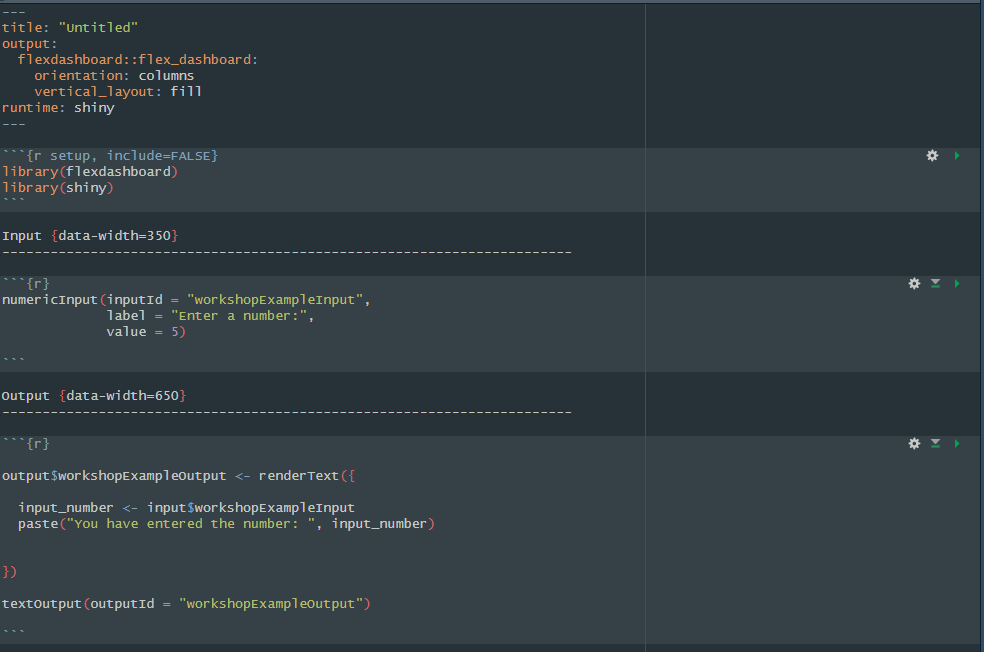 ---
title: "Untitled"
output:
  flexdashboard::flex_dashboard:
    orientation: columns
    vertical_layout: fill
runtime: shiny
---
```{r setup, include=FALSE}
library(flexdashboard)
library(shiny)
```
Input {data-width=350}
-----------------------------------------------------------------------
```{r}
numericInput(inputId = "workshopExampleInput",
             label = "Enter a number:",
             value = 5)
```
Output {data-width=650}
-----------------------------------------------------------------------
```{r}
output$workshopExampleOutput <- renderText({
  input_number <- input$workshopExampleInput
  paste("You have entered the number: ", input_number)
})
textOutput(outputId = "workshopExampleOutput")
```